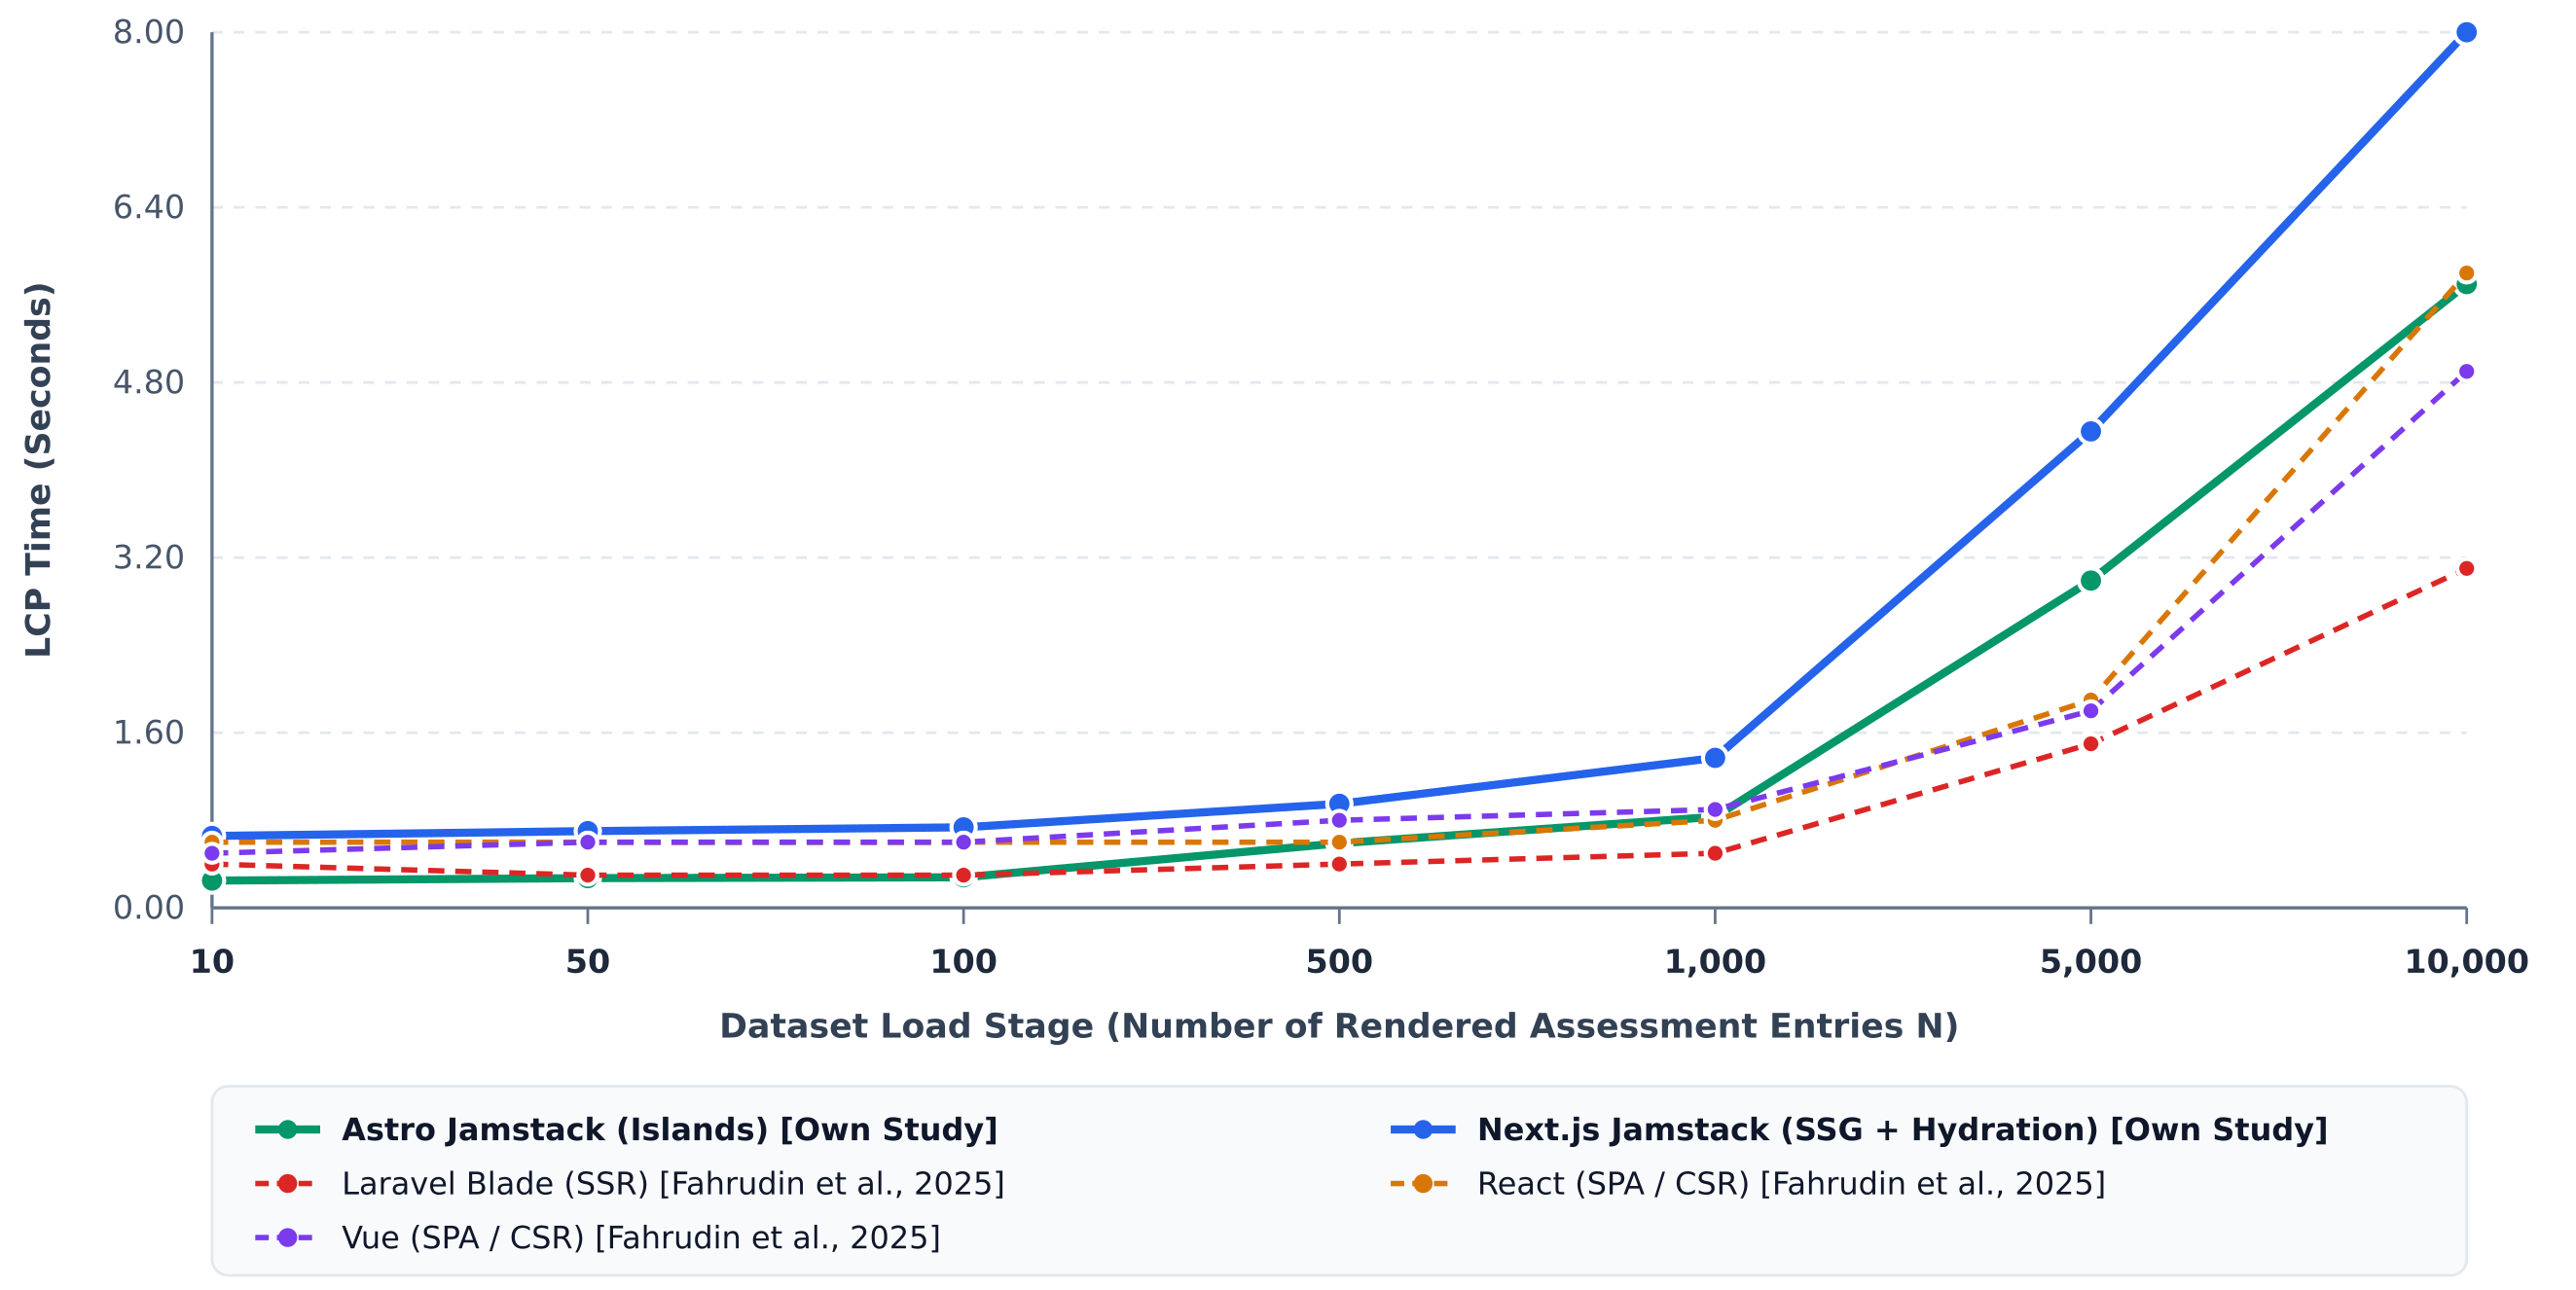 8.00
6.40
4.80
3.20
1.60
0.00
LCP Time (Seconds)
10 50 100 500 1,000 5,000 10,000
Dataset Load Stage (Number of Rendered Assessment Entries N)
Astro Jamstack (Islands) [Own Study]
Next.js Jamstack (SSG + Hydration) [Own Study]
Laravel Blade (SSR) [Fahrudin et al., 2025]
React (SPA / CSR) [Fahrudin et al., 2025]
Vue (SPA / CSR) [Fahrudin et al., 2025]